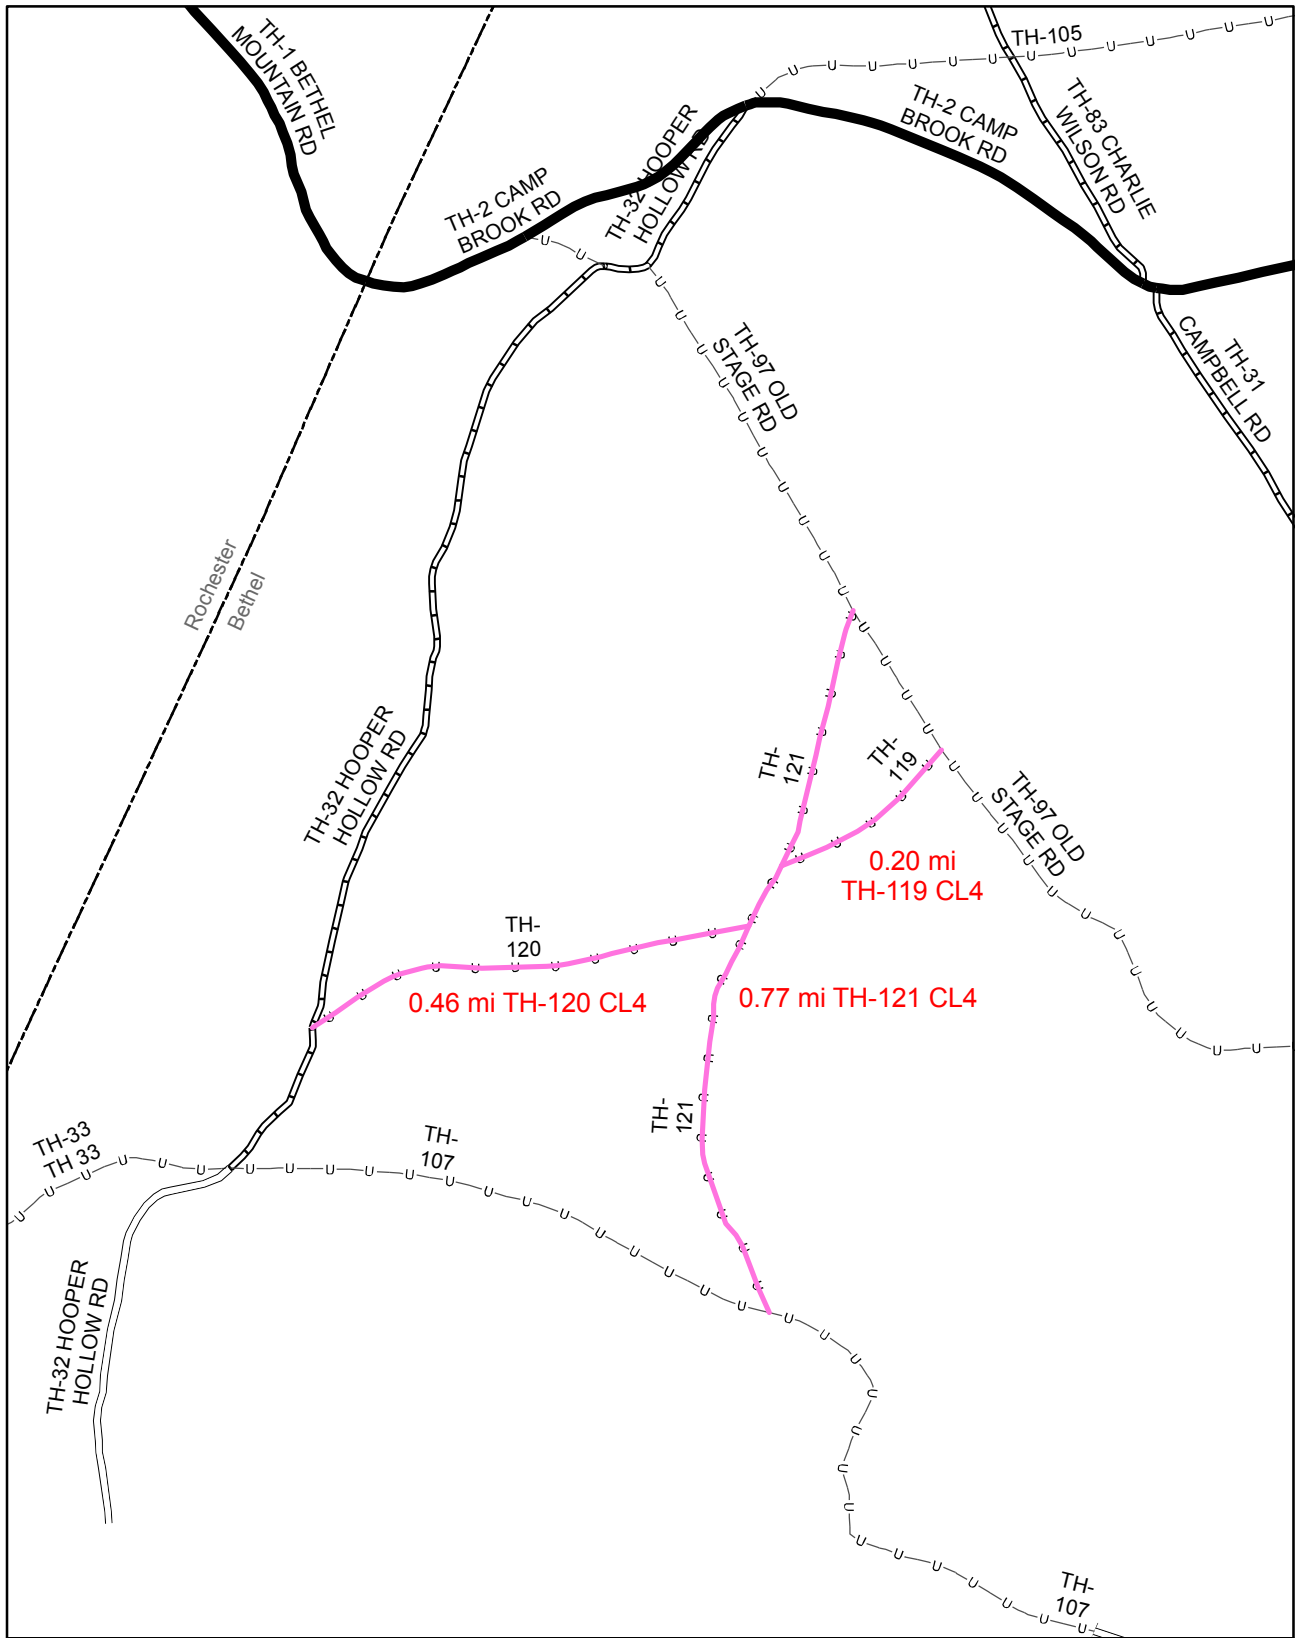 TH-1 BETHEL
MOUNTAIN RD
TH-105
TH-2 CAMP
BROOK RD
TH-83 CHARLIE
WILSON RD
TH-32 HOOPER
HOLLOW RD
TH-2 CAMP
BROOK RD
TH-97 OLD
STAGE RD
TH-31
CAMPBELL RD
Rochester
Bethel
TH-32 HOOPER
HOLLOW RD
TH-
121
TH-
119
TH-97 OLD
STAGE RD
0.20 mi
TH-119 CL4
TH-
120
0.46 mi TH-120 CL4
0.77 mi TH-121 CL4
TH-
121
TH-33
TH 33
TH-
107
TH-32 HOOPER
HOLLOW RD
TH-
107